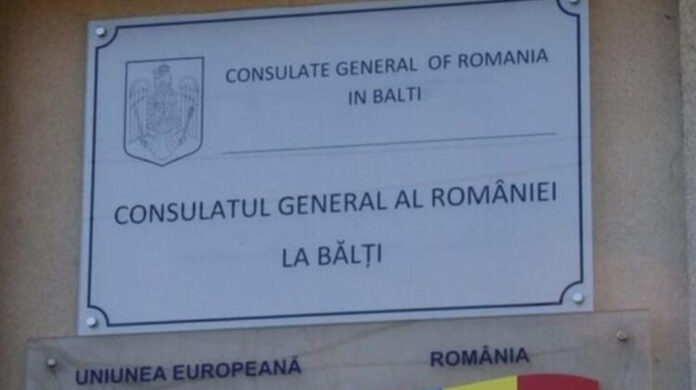 CONSULATE GENERAL OF ROMANIA
IN BALTI
CONSULATUL GENERAL AL ROMÂNIEI
LA BĂLȚI
UNIUNEA EUROPEANĂ
ROMÂNIA